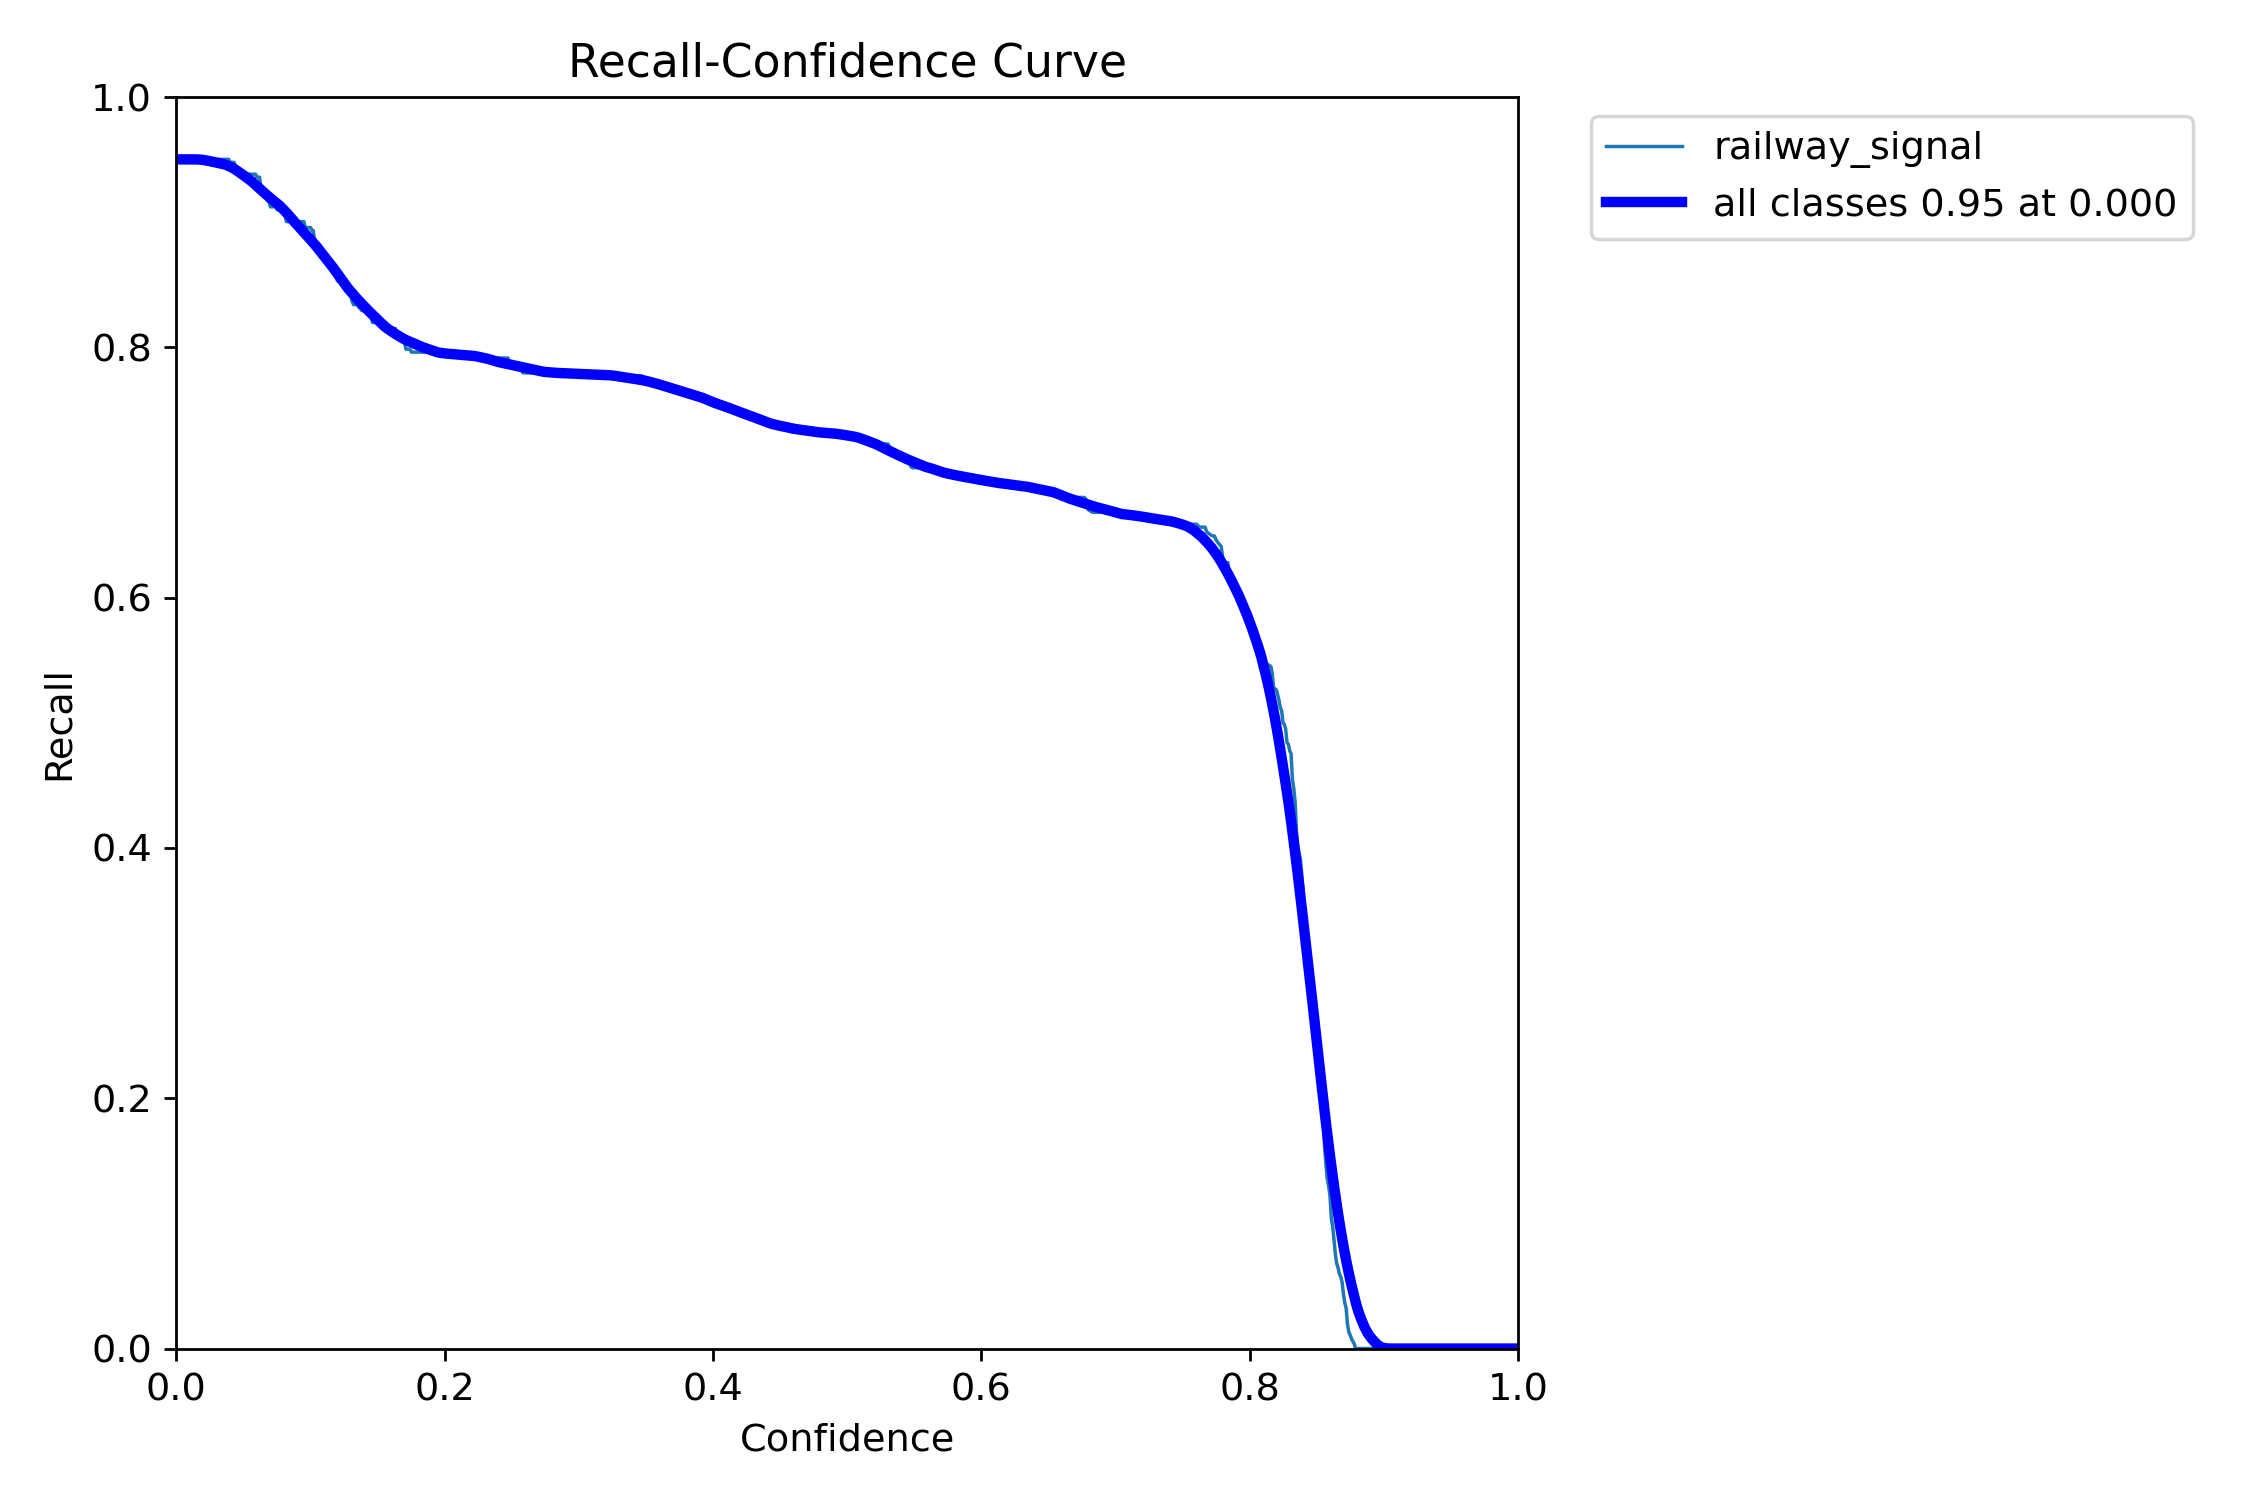 Recall-Confidence Curve
1.0
0.8
0.6
0.4
0.2
0.0
Recall
0.0 0.2 0.4 0.6 0.8 1.0
Confidence
railway_signal
all classes 0.95 at 0.000